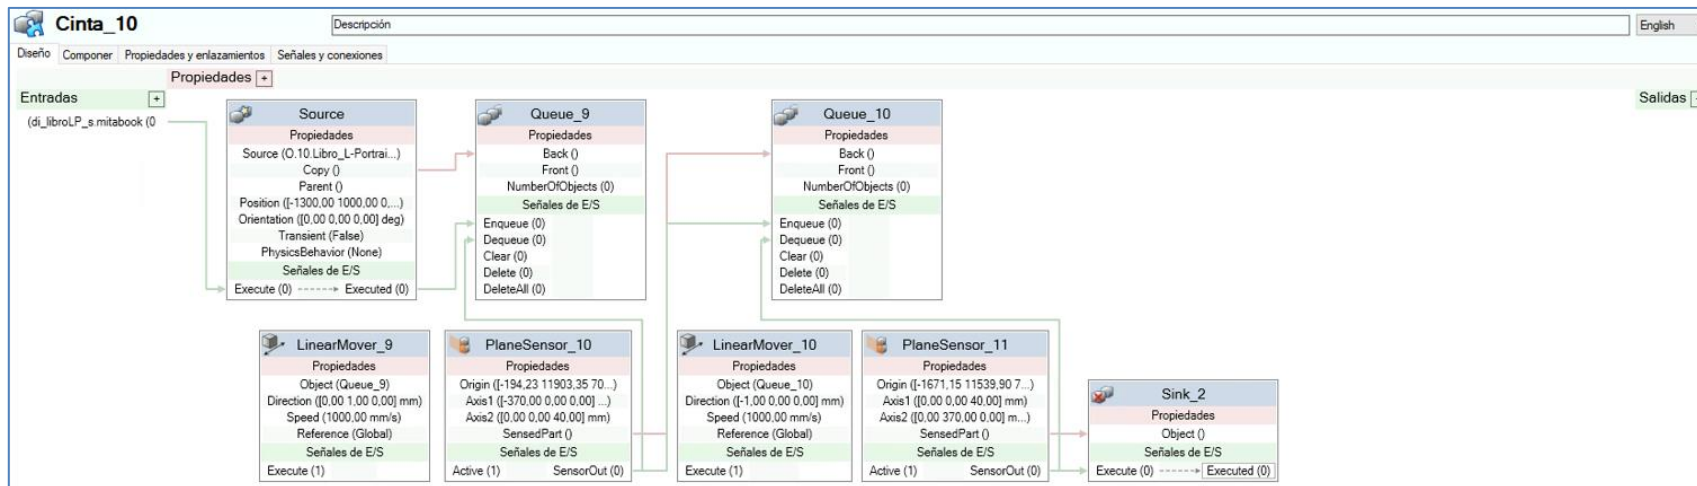 Cinta_10
Descripción
English
Diseño Componer Propiedades y enlazamientos Señales y conexiones
Propiedades +
Entradas +
Salidas
(di_libroLP_s.mitabook (0
Source
Propiedades
Source (O.10.Libro_L-Portrai...)
Copy ()
Parent ()
Position ([-1300,00 1000,00 0,...)
Orientation ([0,00 0,00 0,00] deg)
Transient (False)
PhysicsBehavior (None)
Señales de E/S
Execute (0) Executed (0)
Queue_9
Propiedades
Back ()
Front ()
NumberOfObjects (0)
Señales de E/S
Enqueue (0)
Dequeue (0)
Clear (0)
Delete (0)
DeleteAll (0)
Queue_10
Propiedades
Back ()
Front ()
NumberOfObjects (0)
Señales de E/S
Enqueue (0)
Dequeue (0)
Clear (0)
Delete (0)
DeleteAll (0)
LinearMover_9
Propiedades
Object (Queue_9)
Direction ([0,00 1,00 0,00] mm)
Speed (1000,00 mm/s)
Reference (Global)
Señales de E/S
Execute (1)
PlaneSensor_10
Propiedades
Origin ([-194,23 11903,35 70...)
Axis1 ([-370,00 0,00 0,00] ...)
Axis2 ([0,00 0,00 40,00] mm)
SensedPart ()
Señales de E/S
Active (1) SensorOut (0)
LinearMover_10
Propiedades
Object (Queue_10)
Direction ([-1,00 0,00 0,00] mm)
Speed (1000,00 mm/s)
Reference (Global)
Señales de E/S
Execute (1)
PlaneSensor_11
Propiedades
Origin ([-1671,15 11539,90 7...)
Axis1 ([0,00 0,00 40,00] mm)
Axis2 ([0,00 370,00 0,00] m...)
SensedPart ()
Señales de E/S
Active (1) SensorOut (0)
Sink_2
Propiedades
Object ()
Señales de E/S
Execute (0) Executed (0)